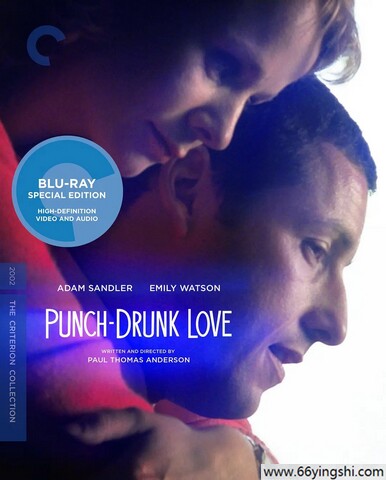 BLU-RAY
SPECIAL EDITION
HIGH-DEFINITION
VIDEO AND AUDIO
2002
THE CRITERION COLLECTION
ADAM SANDLER EMILY WATSON
PUNCH-DRUNK LOVE
WRITTEN AND DIRECTED BY
PAUL THOMAS ANDERSON
www.66yingshi.com